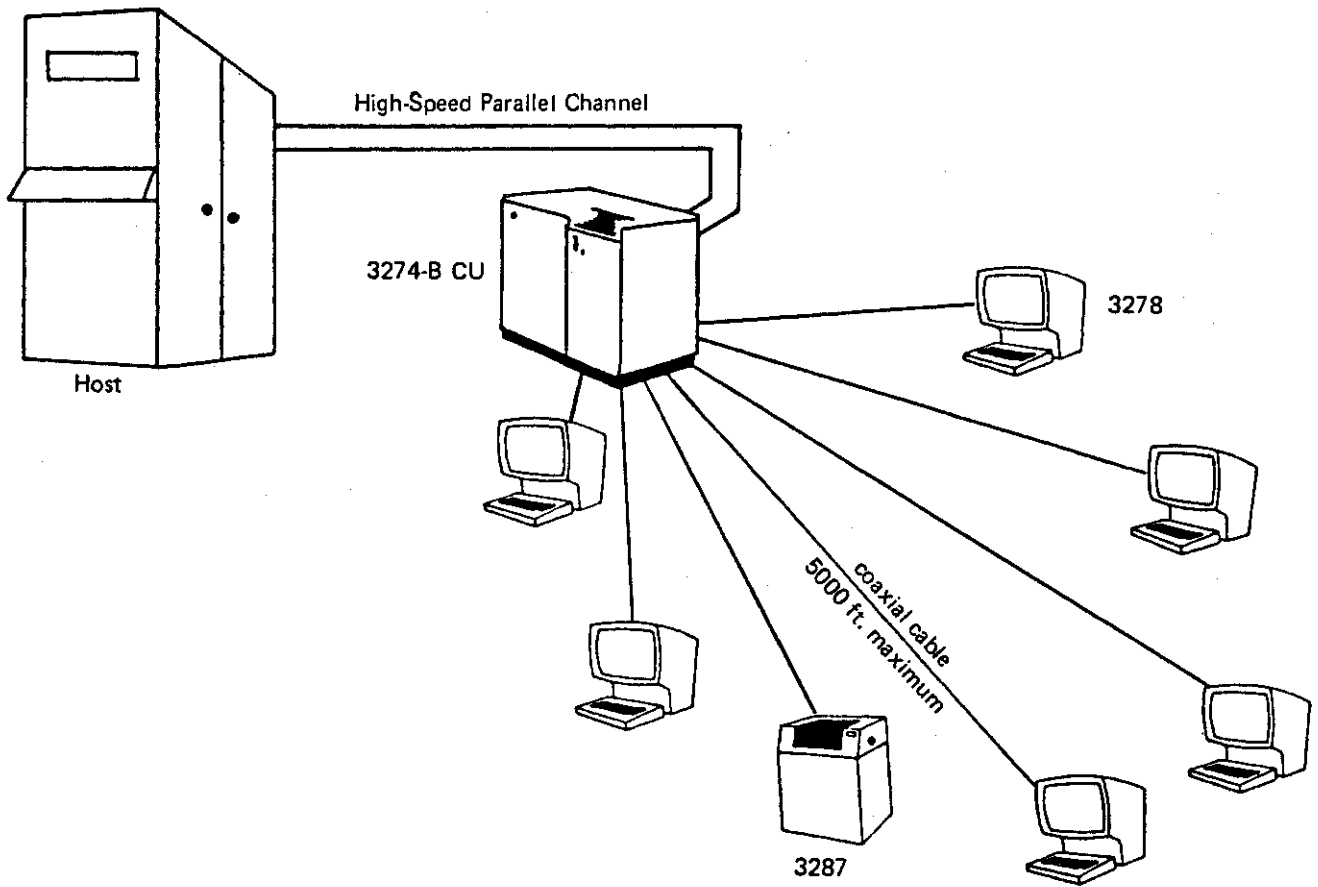 High-Speed Parallel Channel
3274-B CU
3278
Host
coaxial cable
5000 ft. maximum
3287